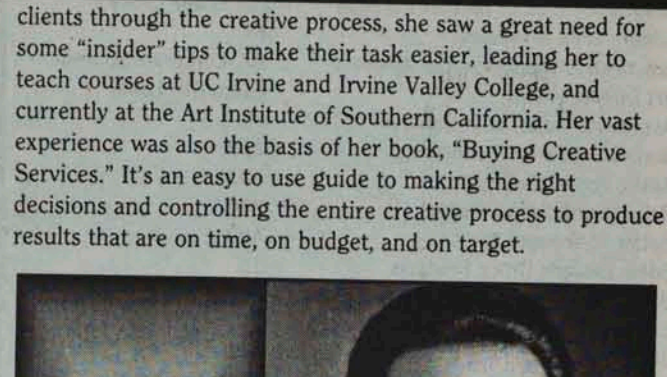 clients through the creative process, she saw a great need for
some “insider” tips to make their task easier, leading her to
teach courses at UC Irvine and Irvine Valley College, and
currently at the Art Institute of Southern California. Her vast
experience was also the basis of her book, “Buying Creative
Services.” It’s an easy to use guide to making the right
decisions and controlling the entire creative process to produce
results that are on time, on budget, and on target.